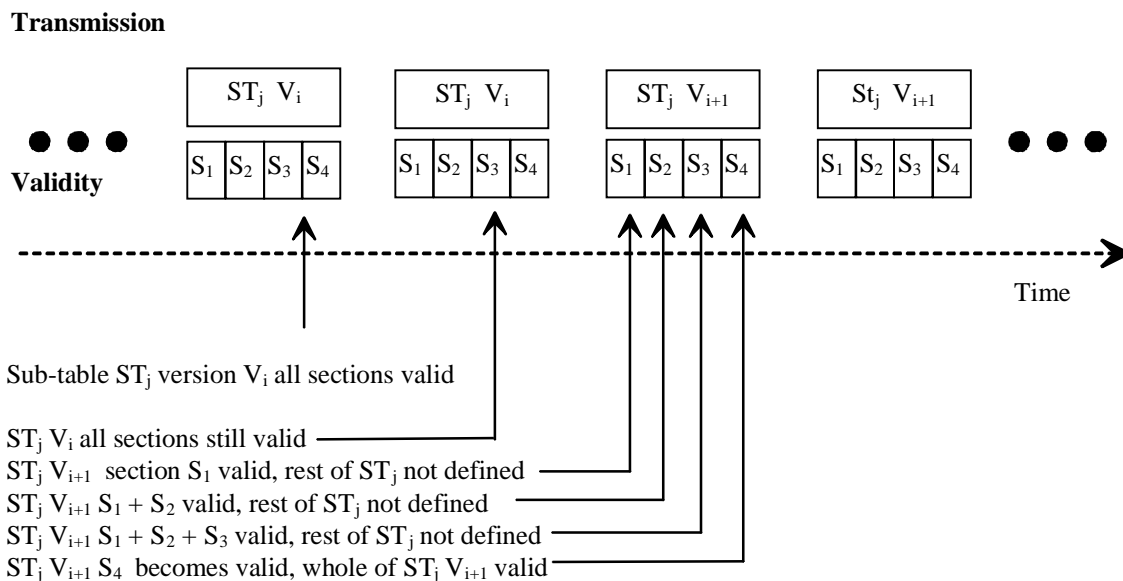 Transmission
ST_j V_i
ST_j V_i
ST_j V_{i+1}
St_j V_{i+1}
S_1 S_2 S_3 S_4
S_1 S_2 S_3 S_4
S_1 S_2 S_3 S_4
S_1 S_2 S_3 S_4
Validity
Time
Sub-table ST_j version V_i all sections valid
ST_j V_i all sections still valid
ST_j V_{i+1} section S_1 valid, rest of ST_j not defined
ST_j V_{i+1} S_1 + S_2 valid, rest of ST_j not defined
ST_j V_{i+1} S_1 + S_2 + S_3 valid, rest of ST_j not defined
ST_j V_{i+1} S_4 becomes valid, whole of ST_j V_{i+1} valid